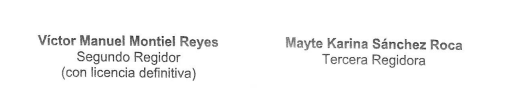 Víctor Manuel Montiel Reyes
Segundo Regidor
(con licencia definitiva)
Mayte Karina Sánchez Roca
Tercera Regidora